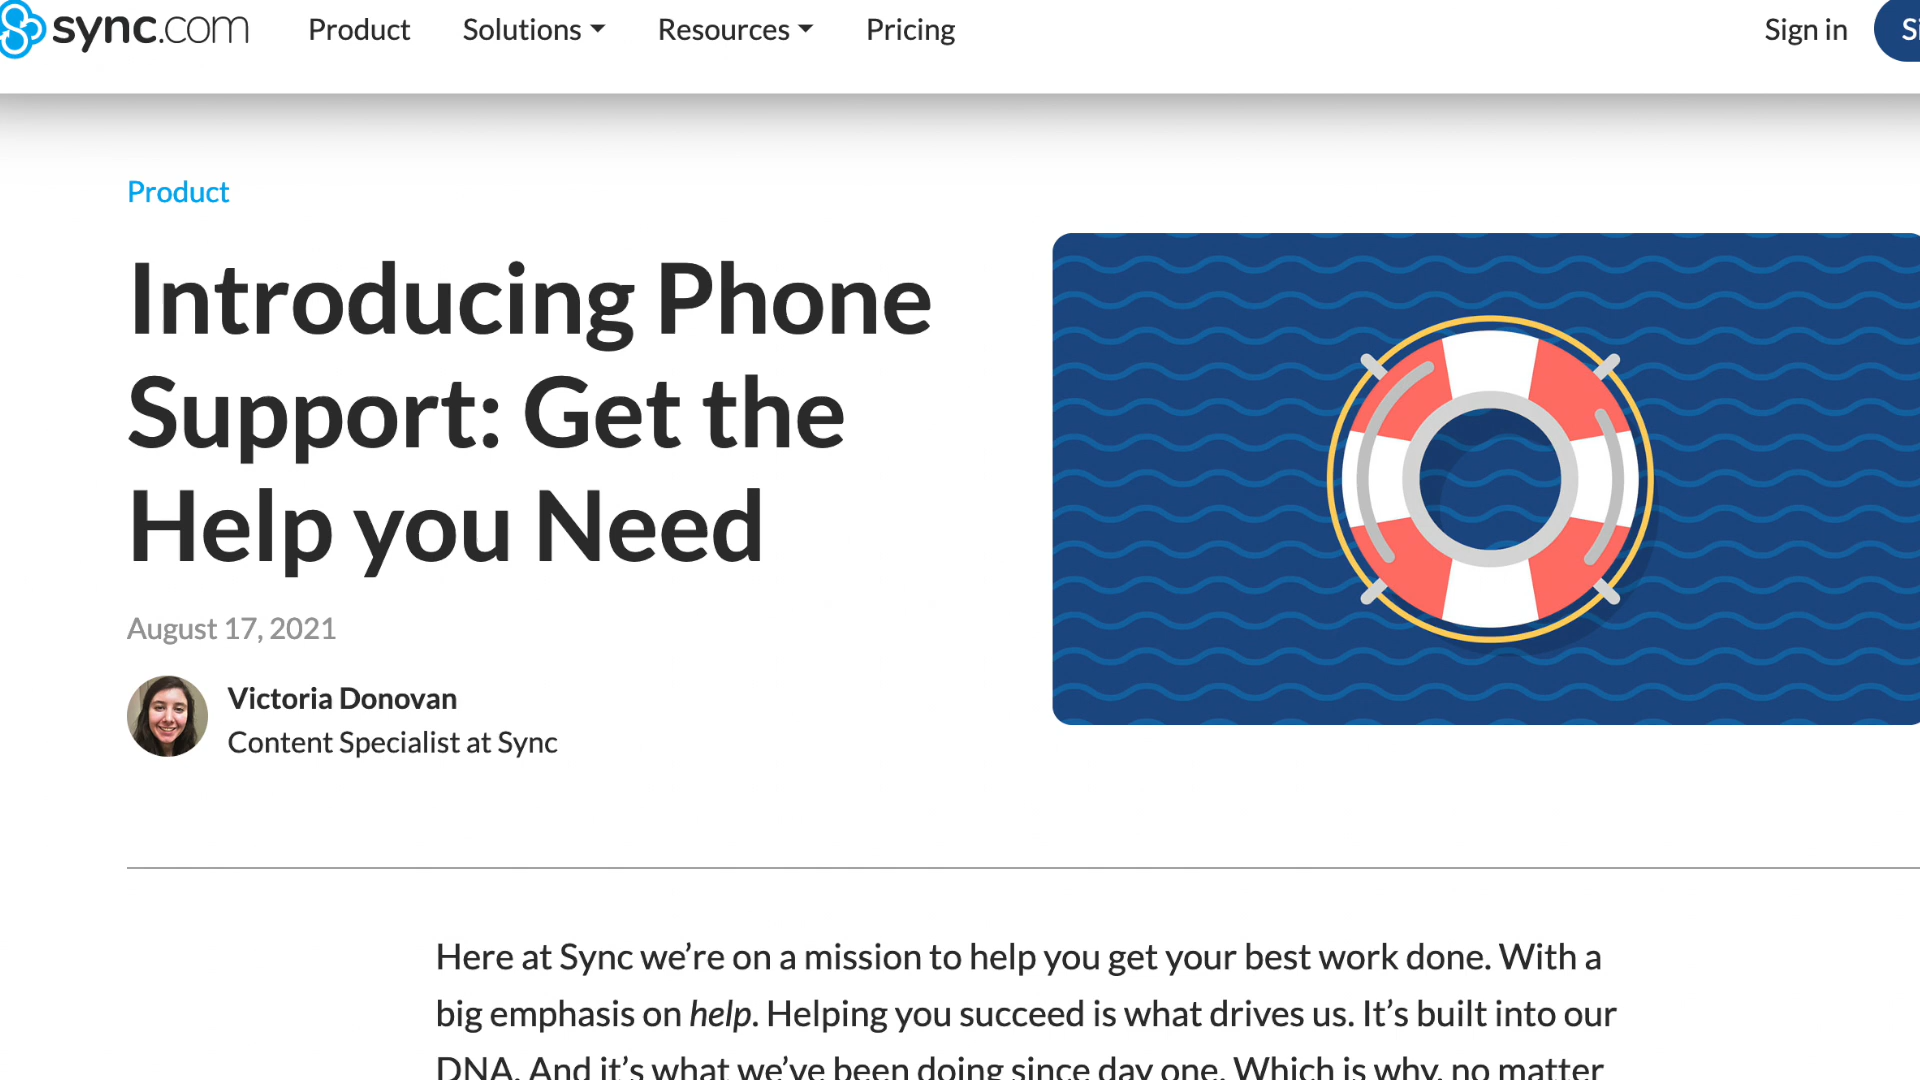 sync.com Product Solutions Resources Pricing Sign in
Product
Introducing Phone
Support: Get the
Help you Need
August 17, 2021
Victoria Donovan
Content Specialist at Sync
Here at Sync we’re on a mission to help you get your best work done. With a
big emphasis on help. Helping you succeed is what drives us. It’s built into our
DNA. And it’s what we’ve been doing since day one. Which is why, no matter